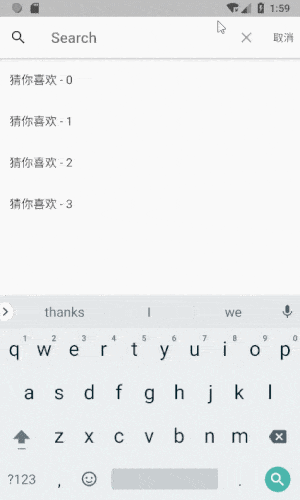 1:59
Search 取消
猜你喜欢 - 0
猜你喜欢 - 1
猜你喜欢 - 2
猜你喜欢 - 3
thanks I we
1 2 3 4 5 6 7 8 9 0
q w e r t y u i o p
a s d f g h j k l
z x c v b n m
?123 , .